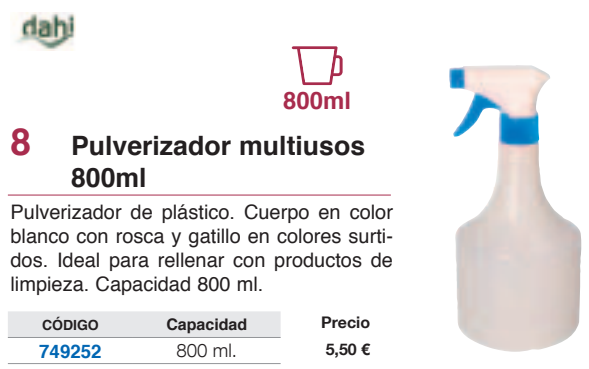 dahi
800ml
8 Pulverizador multiusos
800ml
Pulverizador de plástico. Cuerpo en color
blanco con rosca y gatillo en colores surti-
dos. Ideal para rellenar con productos de
limpieza. Capacidad 800 ml.
CÓDIGO Capacidad Precio
749252 800 ml. 5,50 €